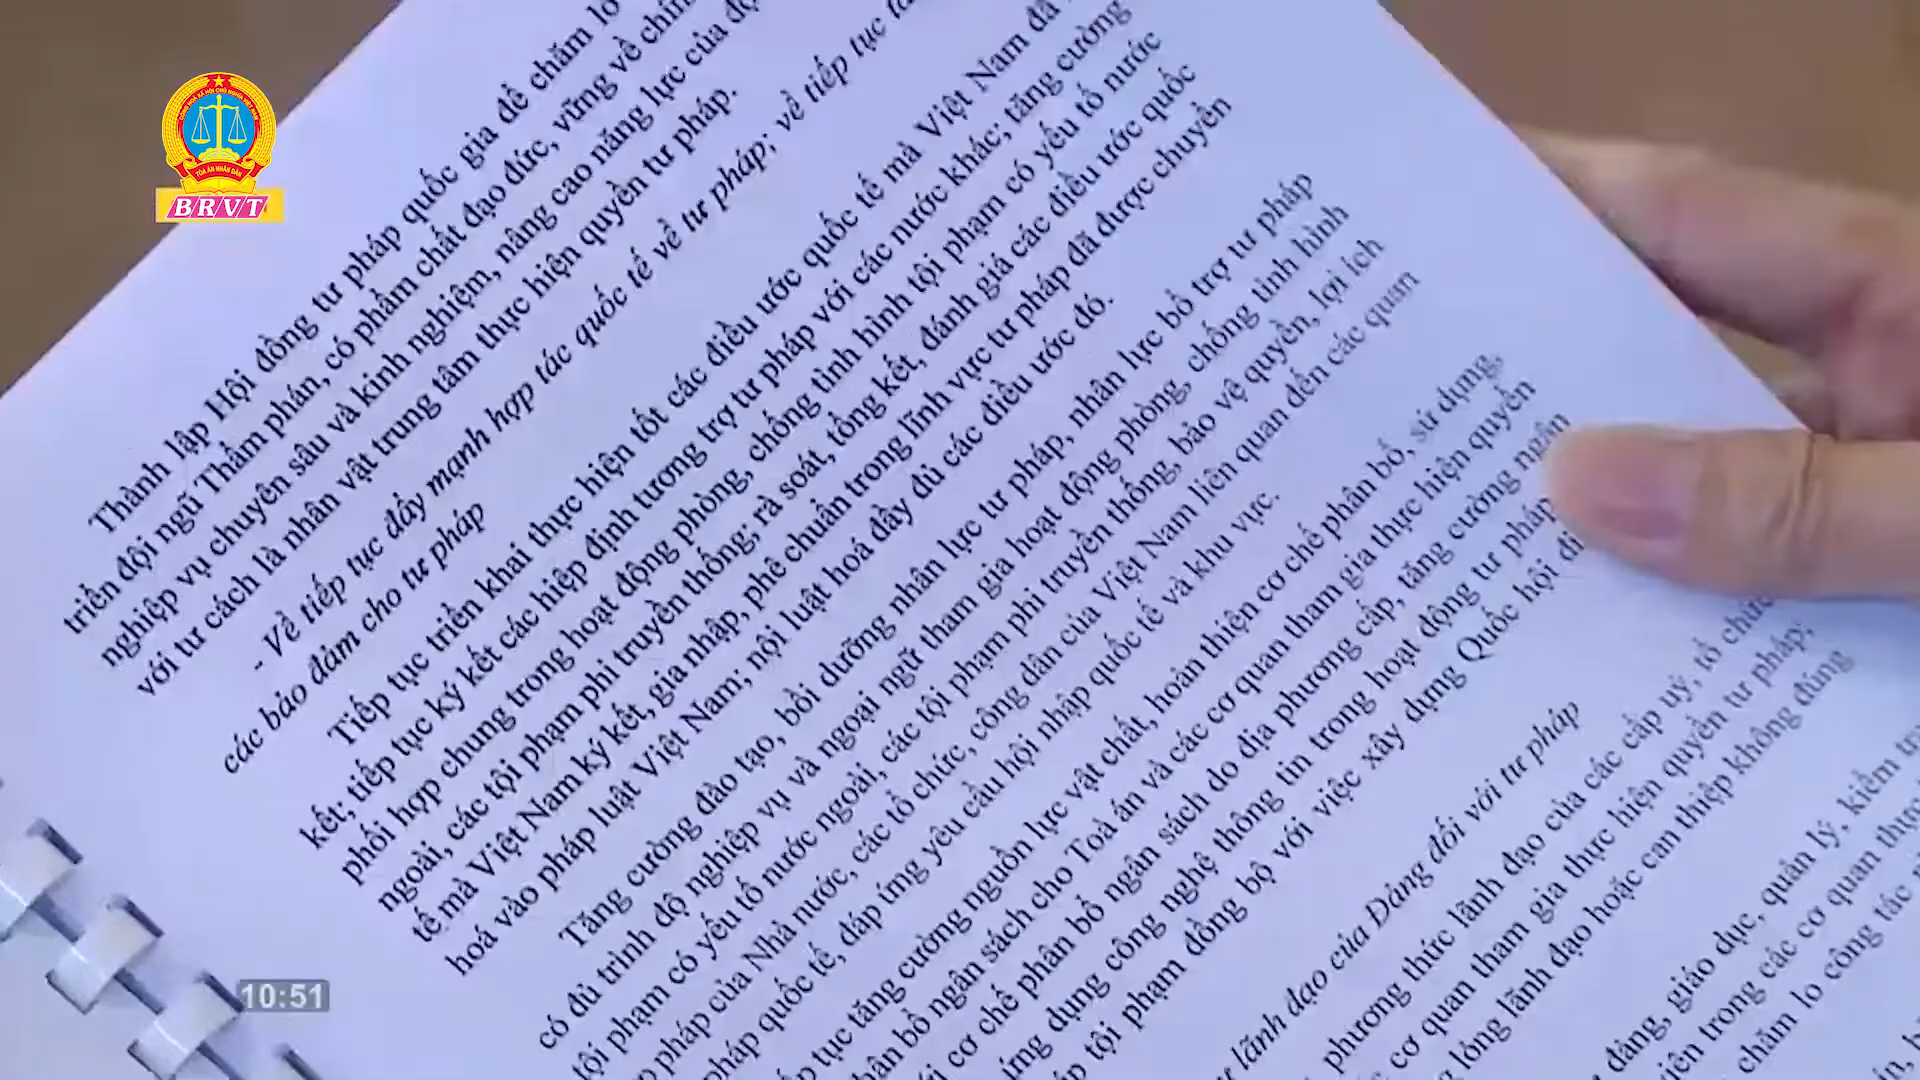 CỘNG HÒA XÃ HỘI CHỦ NGHĨA VIỆT NAM
TÒA ÁN NHÂN DÂN
BRVT
Thành lập Hội đồng tư pháp quốc gia để chăm lo
triển đội ngũ Thẩm phán, có phẩm chất đạo đức, vững về chính
nghiệp vụ chuyên sâu và kinh nghiệm, nâng cao năng lực của
với tư cách là nhân vật trung tâm thực hiện quyền tư pháp.
- Về tiếp tục đẩy mạnh hợp tác quốc tế về tư pháp; về tiếp tục
các bảo đảm cho tư pháp
Tiếp tục triển khai thực hiện tốt các điều ước quốc tế mà Việt Nam đã
kết; tiếp tục ký kết các hiệp định tương trợ tư pháp với các nước khác; tăng cường
phối hợp chung trong hoạt động phòng, chống tình hình tội phạm có yếu tố nước
ngoài, các tội phạm phi truyền thống; rà soát, tổng kết, đánh giá các điều ước quốc
tế mà Việt Nam ký kết, gia nhập, phê chuẩn trong lĩnh vực tư pháp đã được chuyển
hoá vào pháp luật Việt Nam; nội luật hoá đầy đủ các điều ước đó.
Tăng cường đào tạo, bồi dưỡng nhân lực tư pháp, nhân lực bổ trợ tư pháp
có đủ trình độ nghiệp vụ và ngoại ngữ tham gia hoạt động phòng, chống tình hình
tội phạm có yếu tố nước ngoài, các tội phạm phi truyền thống, bảo vệ quyền, lợi ích
pháp của Nhà nước, các tổ chức, công dân của Việt Nam liên quan đến các quan
pháp quốc tế, đáp ứng yêu cầu hội nhập quốc tế và khu vực.
tục tăng cường nguồn lực vật chất, hoàn thiện cơ chế phân bổ, sử dụng,
ngân sách cho Toà án và các cơ quan tham gia thực hiện quyền
cơ chế phân bổ ngân sách do địa phương cấp, tăng cường ngân
dụng công nghệ thông tin trong hoạt động tư pháp
tội phạm đồng bộ với việc xây dựng Quốc hội
lãnh đạo của Đảng đối với tư pháp
phương thức lãnh đạo của các cấp uỷ, tổ chức
cơ quan tham gia thực hiện quyền tư pháp;
lỏng lãnh đạo hoặc can thiệp không đúng
đảng, giáo dục, quản lý, kiểm
trong các cơ quan
chăm lo công tác
10:51